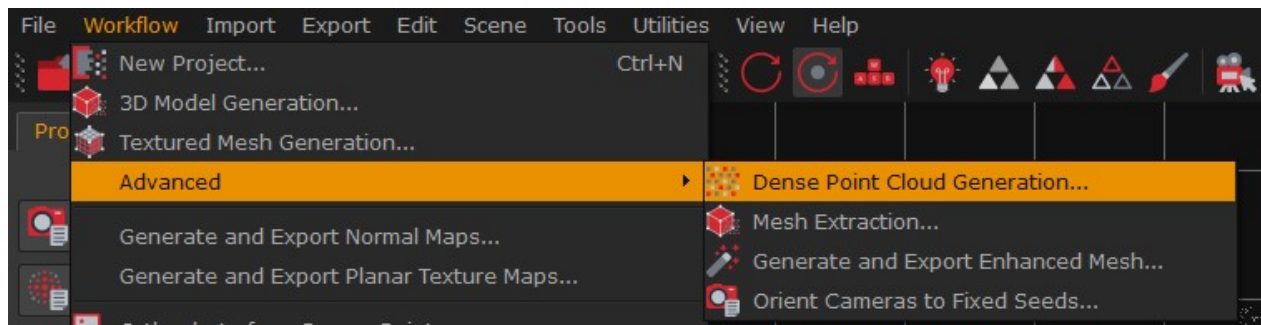 File Workflow Import Export Edit Scene Tools Utilities View Help
New Project... Ctrl+N
3D Model Generation...
Pro
Textured Mesh Generation...
Advanced
Dense Point Cloud Generation...
Mesh Extraction...
Generate and Export Normal Maps...
Generate and Export Enhanced Mesh...
Generate and Export Planar Texture Maps...
Orient Cameras to Fixed Seeds...